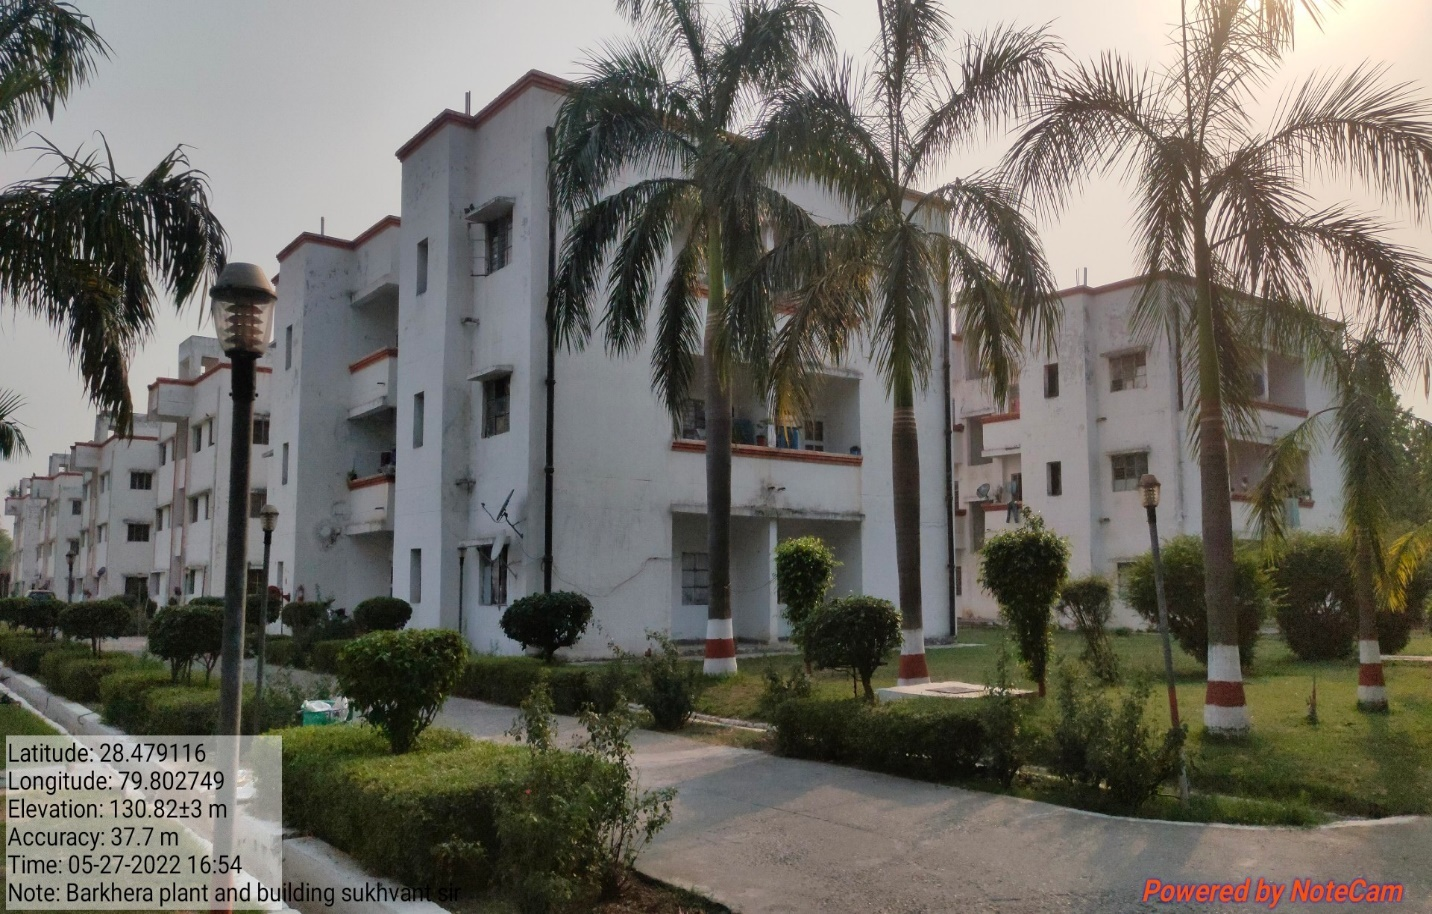 Latitude: 28.479116
Longitude: 79.802749
Elevation: 130.82±3 m
Accuracy: 37.7 m
Time: 05-27-2022 16:54
Note: Barkhera plant and building sukhvant sir
Powered by NoteCam